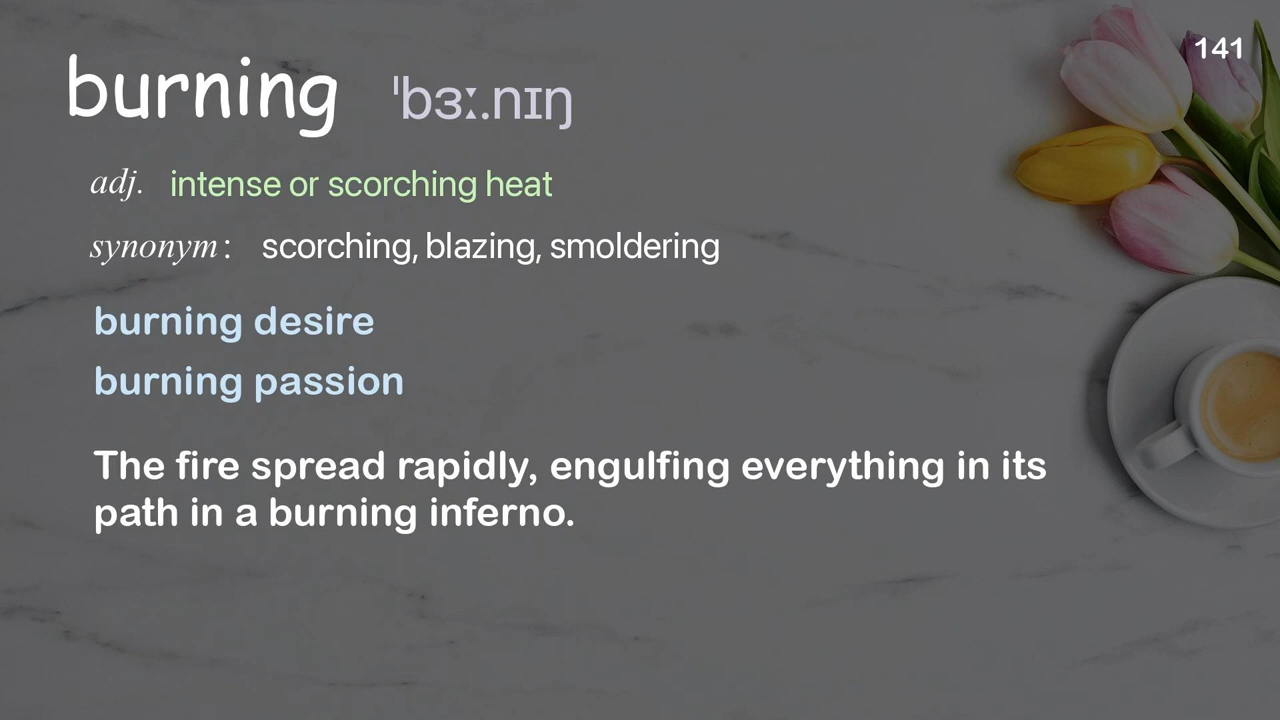 141
burning ˈbɜː.nɪŋ
adj. intense or scorching heat
synonym : scorching, blazing, smoldering
burning desire
burning passion
The fire spread rapidly, engulfing everything in its
path in a burning inferno.